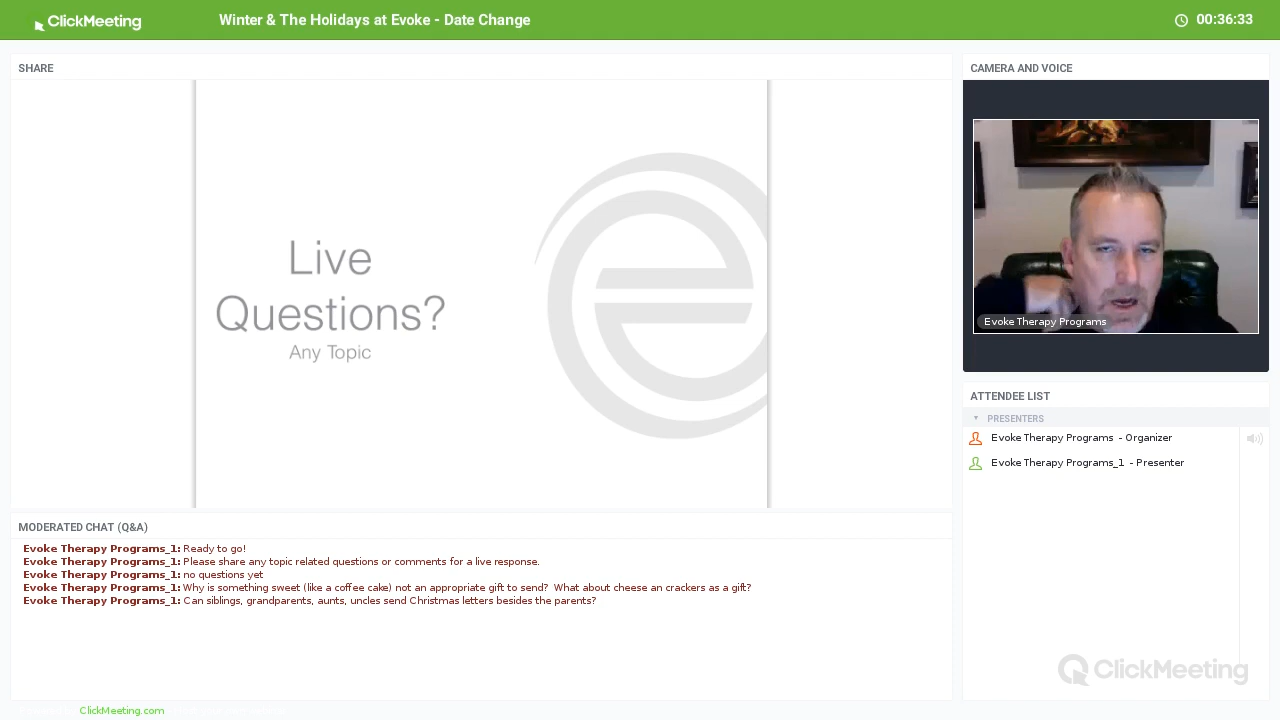 ClickMeeting
Winter & The Holidays at Evoke - Date Change
00:36:33
SHARE
Live
Questions?
Any Topic
CAMERA AND VOICE
Evoke Therapy Programs
ATTENDEE LIST
PRESENTERS
Evoke Therapy Programs - Organizer
Evoke Therapy Programs_1 - Presenter
MODERATED CHAT (Q&A)
Evoke Therapy Programs_1: Ready to go!
Evoke Therapy Programs_1: Please share any topic related questions or comments for a live response.
Evoke Therapy Programs_1: no questions yet
Evoke Therapy Programs_1: Why is something sweet (like a coffee cake) not an appropriate gift to send? What about cheese an crackers as a gift?
Evoke Therapy Programs_1: Can siblings, grandparents, aunts, uncles send Christmas letters besides the parents?
ClickMeeting
ClickMeeting.com